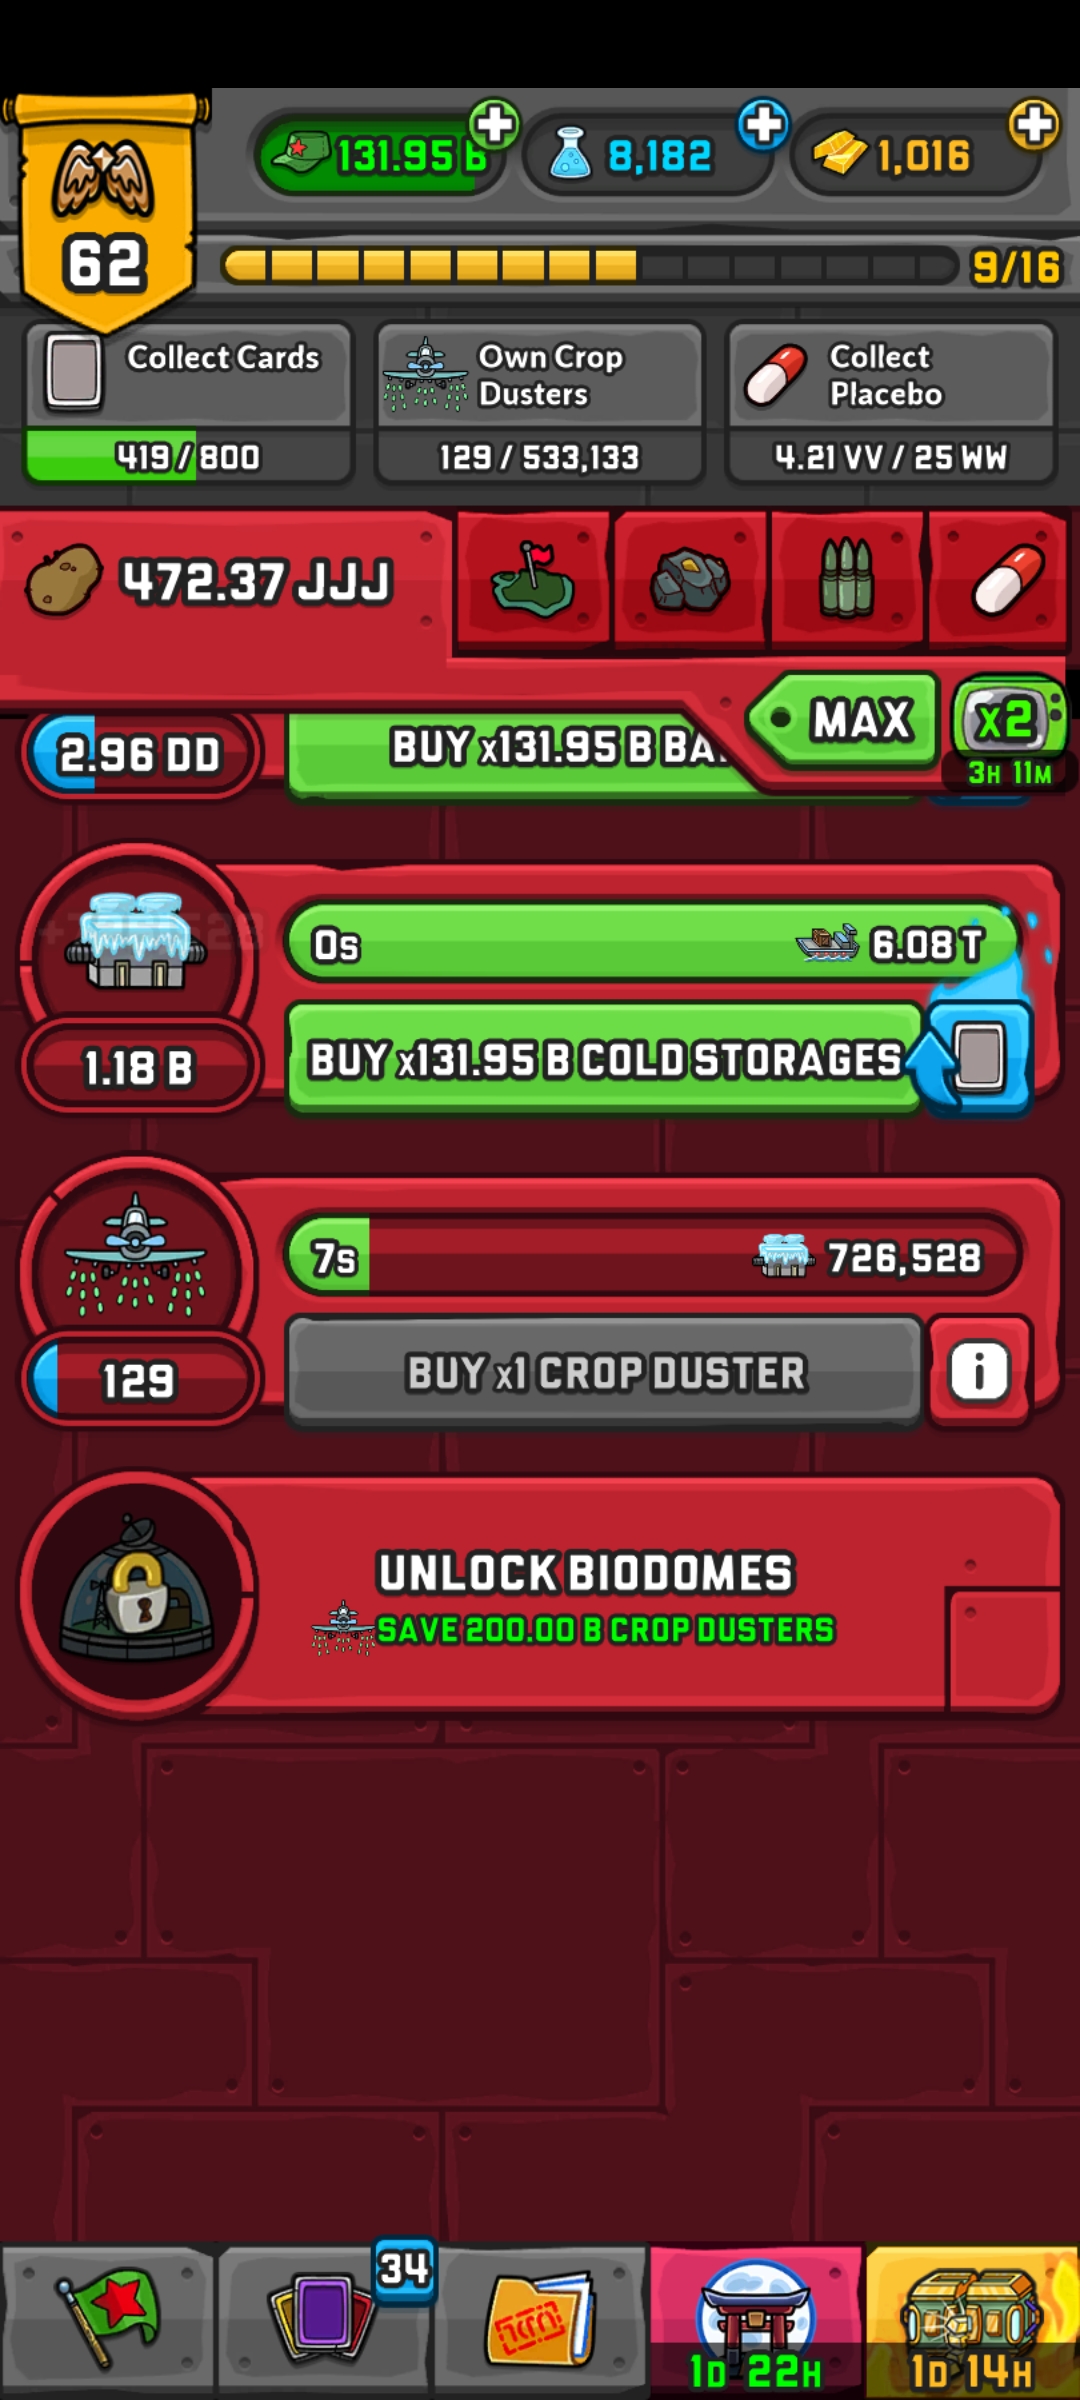 131.95 B
8,182
1,016
62
9/16
Collect Cards
419 / 800
Own Crop
Dusters
129 / 533,133
Collect
Placebo
4.21 VV / 25 WW
472.37 JJJ
MAX
x2
3H 11M
2.96 DD
BUY x131.95 B BA
0s
6.08 T
1.18 B
BUY x131.95 B COLD STORAGES
7s
726,528
129
BUY x1 CROP DUSTER
i
UNLOCK BIODOMES
SAVE 200.00 B CROP DUSTERS
34
1D 22H
1D 14H